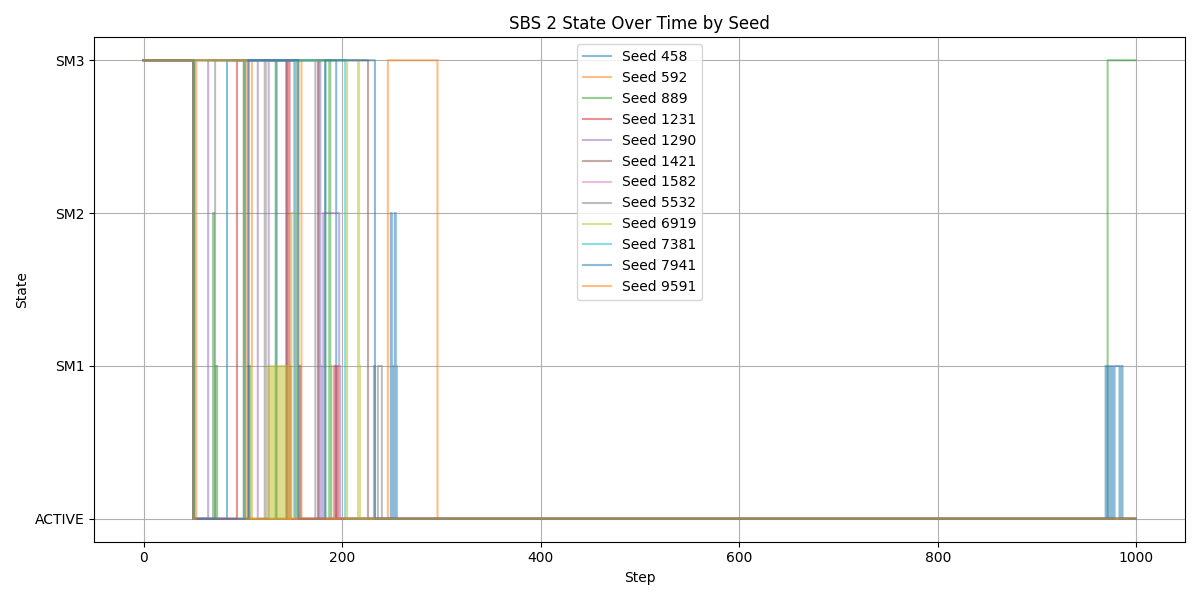 SBS 2 State Over Time by Seed
SM3
SM2
SM1
ACTIVE
State
Seed 458
Seed 592
Seed 889
Seed 1231
Seed 1290
Seed 1421
Seed 1582
Seed 5532
Seed 6919
Seed 7381
Seed 7941
Seed 9591
0 200 400 600 800 1000
Step